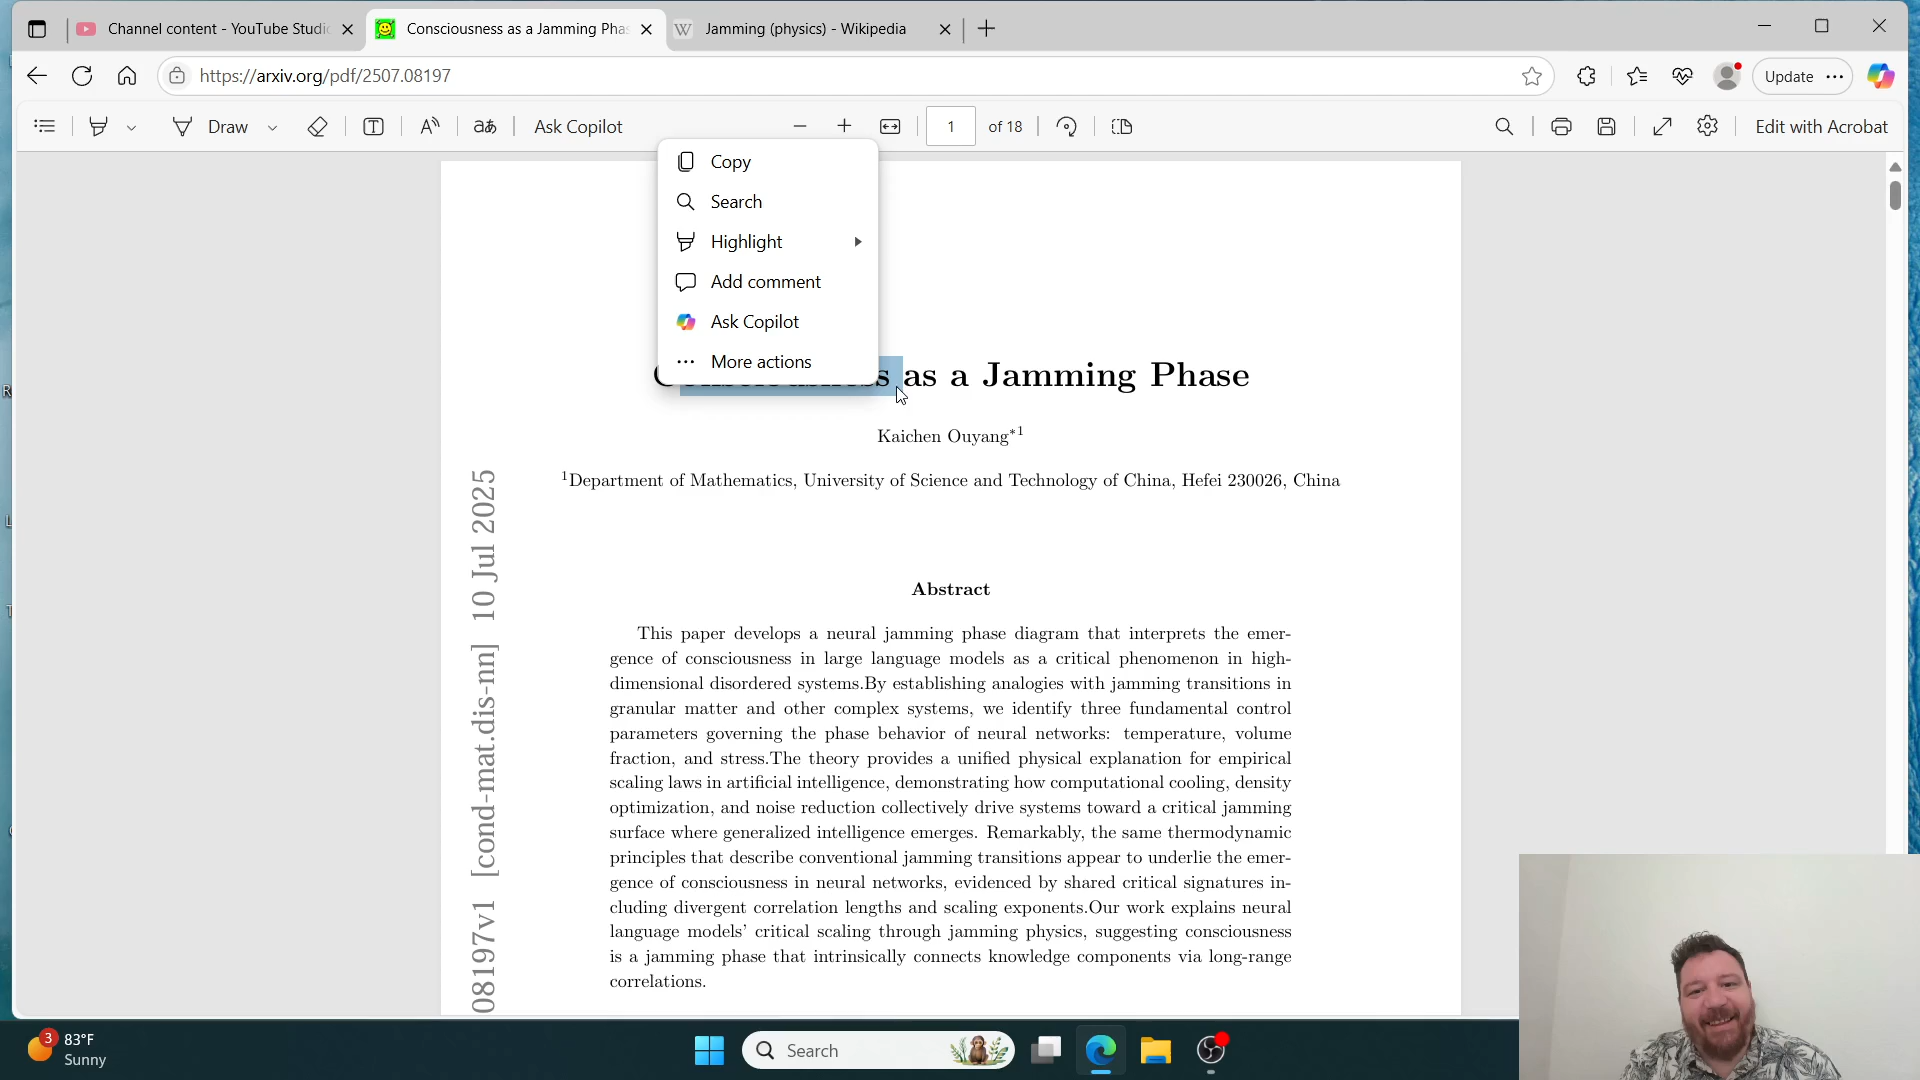 Channel content - YouTube Studio
Consciousness as a Jamming Phas
Jamming (physics) - Wikipedia
https://arxiv.org/pdf/2507.08197
Update
Draw
Ask Copilot
1
of 18
Edit with Acrobat
Copy
Search
Highlight
Add comment
Ask Copilot
More actions
Consciousness as a Jamming Phase
Kaichen Ouyang*1
1Department of Mathematics, University of Science and Technology of China, Hefei 230026, China
08197v1 [cond-mat.dis-nn] 10 Jul 2025
Abstract
This paper develops a neural jamming phase diagram that interprets the emer-
gence of consciousness in large language models as a critical phenomenon in high-
dimensional disordered systems.By establishing analogies with jamming transitions in
granular matter and other complex systems, we identify three fundamental control
parameters governing the phase behavior of neural networks: temperature, volume
fraction, and stress.The theory provides a unified physical explanation for empirical
scaling laws in artificial intelligence, demonstrating how computational cooling, density
optimization, and noise reduction collectively drive systems toward a critical jamming
surface where generalized intelligence emerges. Remarkably, the same thermodynamic
principles that describe conventional jamming transitions appear to underlie the emer-
gence of consciousness in neural networks, evidenced by shared critical signatures in-
cluding divergent correlation lengths and scaling exponents.Our work explains neural
language models' critical scaling through jamming physics, suggesting consciousness
is a jamming phase that intrinsically connects knowledge components via long-range
correlations.
3
83°F
Sunny
Search